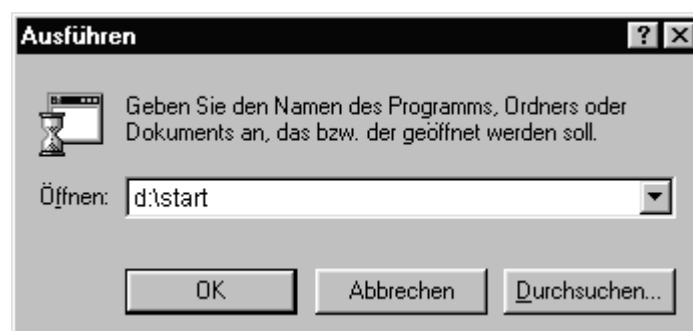 Ausführen
Geben Sie den Namen des Programms, Ordners oder
Dokuments an, das bzw. der geöffnet werden soll.
Öffnen: d:\start
OK Abbrechen Durchsuchen...